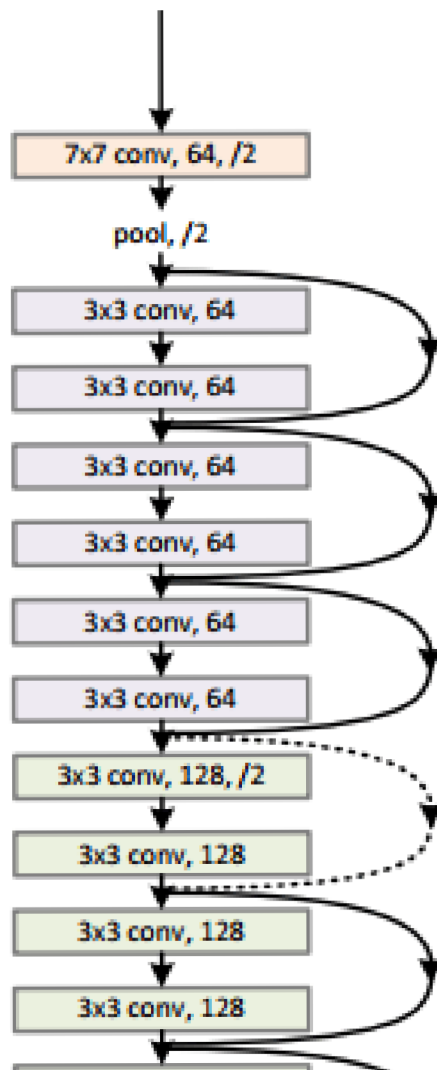 7x7 conv, 64, /2
pool, /2
3x3 conv, 64
3x3 conv, 64
3x3 conv, 64
3x3 conv, 64
3x3 conv, 64
3x3 conv, 64
3x3 conv, 128, /2
3x3 conv, 128
3x3 conv, 128
3x3 conv, 128